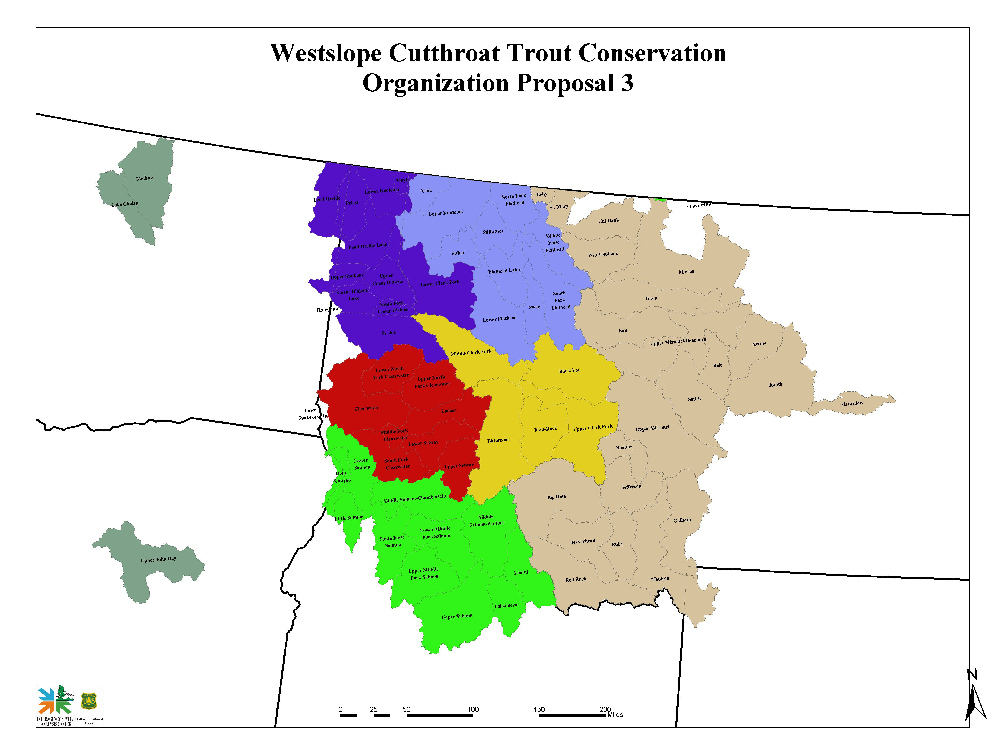 Westslope Cutthroat Trout Conservation
Organization Proposal 3
Methow
Lake Chelan
Pend Oreille
Priest
Lower Kootenai
Moyie
Yaak
Upper Kootenai
North Fork
Flathead
Belly
St. Mary
Upper Milk
Cut Bank
Stillwater
Middle
Fork
Flathead
Pend Oreille Lake
Fisher
Two Medicine
Flathead Lake
Marias
Upper Spokane
Upper
Coeur D'alene
Lower Clark Fork
Coeur D'alene
Lake
South Fork
Coeur D'alene
South
Fork
Flathead
Teton
Swan
Hangman
Lower Flathead
St. Joe
Sun
Upper Missouri-Dearborn
Arrow
Middle Clark Fork
Belt
Lower North
Fork Clearwater
Upper North
Fork Clearwater
Blackfoot
Judith
Smith
Flatwillow
Clearwater
Lochsa
Lower
Snake-Asotin
Middle Fork
Clearwater
Lower Selway
Bitterroot
Flint-Rock
Upper Clark Fork
Upper Missouri
Boulder
Lower
Salmon
South Fork
Clearwater
Upper Selway
Hells
Canyon
Jefferson
Middle Salmon-Chamberlain
Big Hole
Little Salmon
Middle
Salmon-Panther
Gallatin
Lower Middle
Fork Salmon
South Fork
Salmon
Beaverhead
Ruby
Upper John Day
Upper Middle
Fork Salmon
Lemhi
Red Rock
Madison
Pahsimeroi
Upper Salmon
N
0 25 50 100 150 200
Miles
FOREST SERVICE
U S
DEPARTMENT OF AGRICULTURE
INTERAGENCY SPATIAL
ANALYSIS CENTER
Gallatin National
Forest